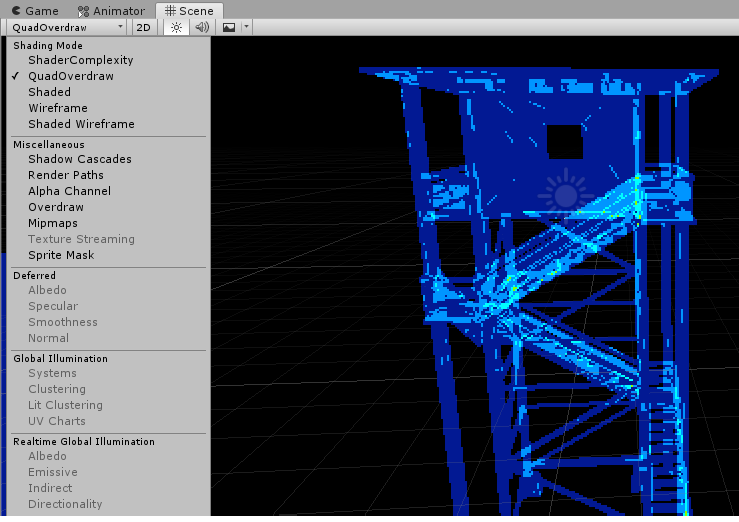 Game Animator Scene
QuadOverdraw 2D
Shading Mode
ShaderComplexity
QuadOverdraw
Shaded
Wireframe
Shaded Wireframe
Miscellaneous
Shadow Cascades
Render Paths
Alpha Channel
Overdraw
Mipmaps
Texture Streaming
Sprite Mask
Deferred
Albedo
Specular
Smoothness
Normal
Global Illumination
Systems
Clustering
Lit Clustering
UV Charts
Realtime Global Illumination
Albedo
Emissive
Indirect
Directionality